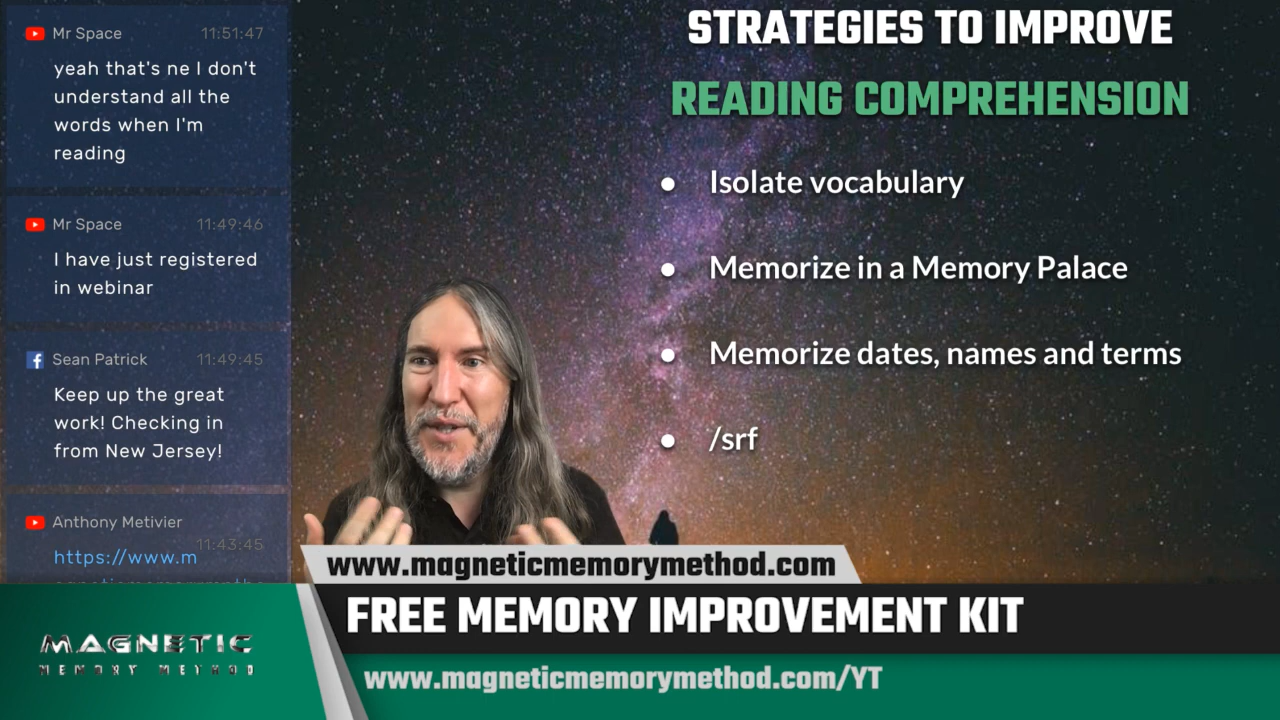 Mr Space 11:51:47
yeah that's ne I don't
understand all the
words when I'm
reading
Mr Space 11:49:46
I have just registered
in webinar
Sean Patrick 11:49:45
Keep up the great
work! Checking in
from New Jersey!
Anthony Metivier
11:43:45
https://www.m
STRATEGIES TO IMPROVE
READING COMPREHENSION
• Isolate vocabulary
• Memorize in a Memory Palace
• Memorize dates, names and terms
• /srf
www.magneticmemorymethod.com
FREE MEMORY IMPROVEMENT KIT
www.magneticmemorymethod.com/YT
MAGNETIC
MEMORY METHOD